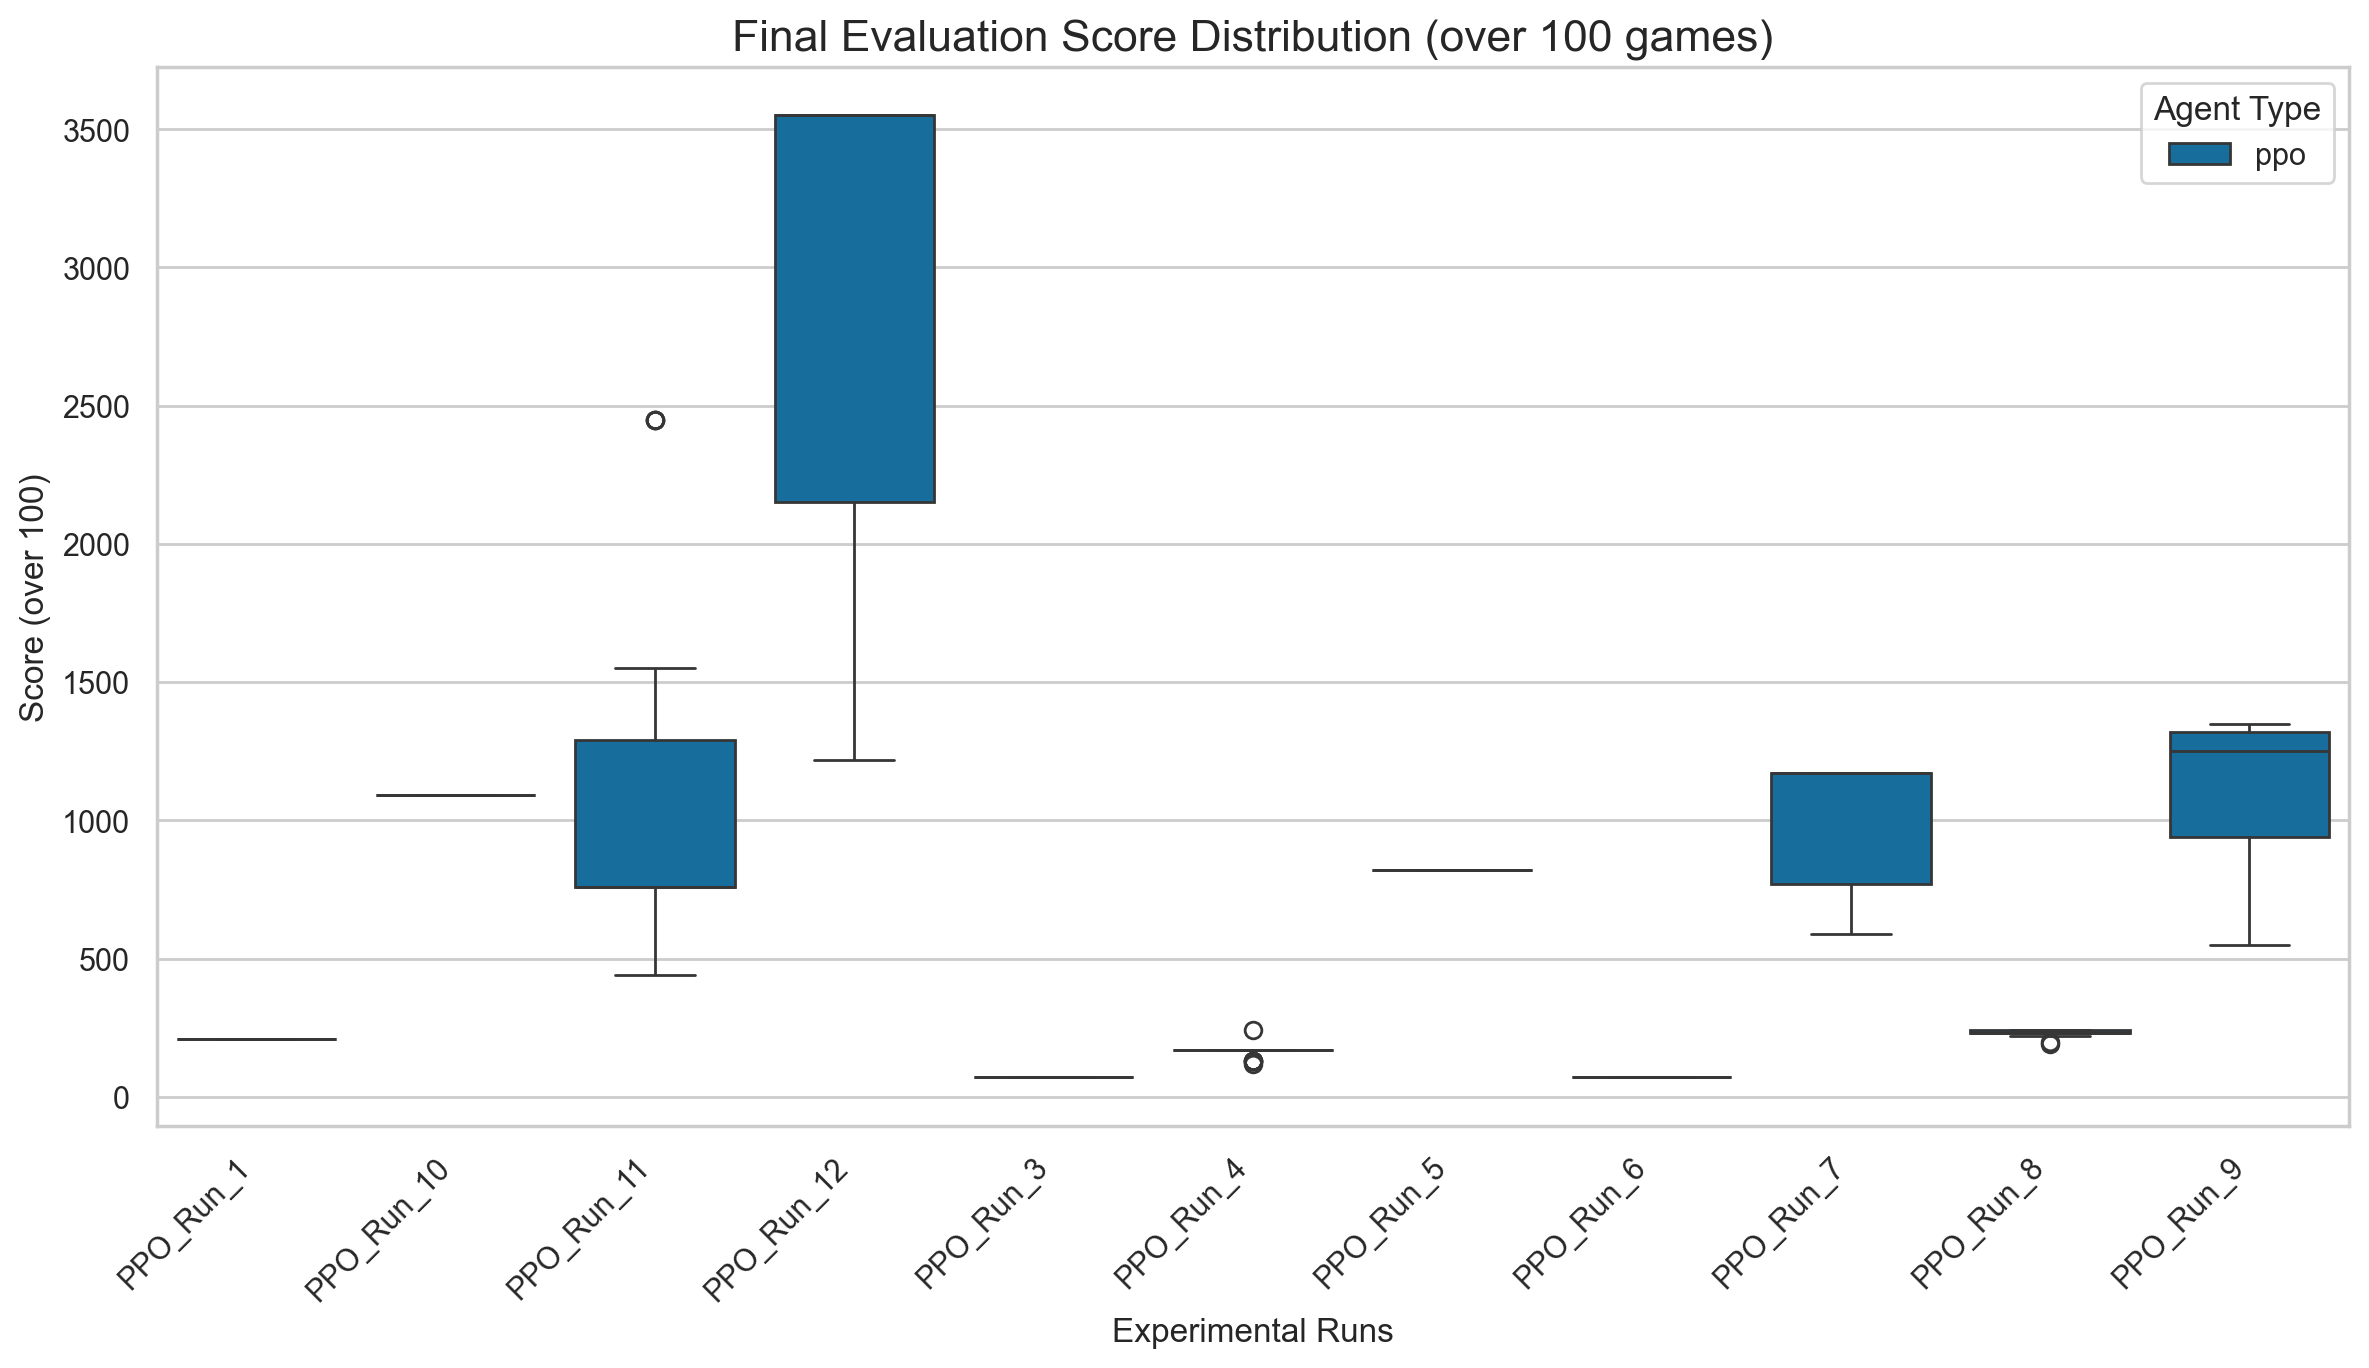 Final Evaluation Score Distribution (over 100 games)
Agent Type
ppo
Score (over 100)
3500
3000
2500
2000
1500
1000
500
0
PPO_Run_1
PPO_Run_10
PPO_Run_11
PPO_Run_12
PPO_Run_3
PPO_Run_4
PPO_Run_5
PPO_Run_6
PPO_Run_7
PPO_Run_8
PPO_Run_9
Experimental Runs